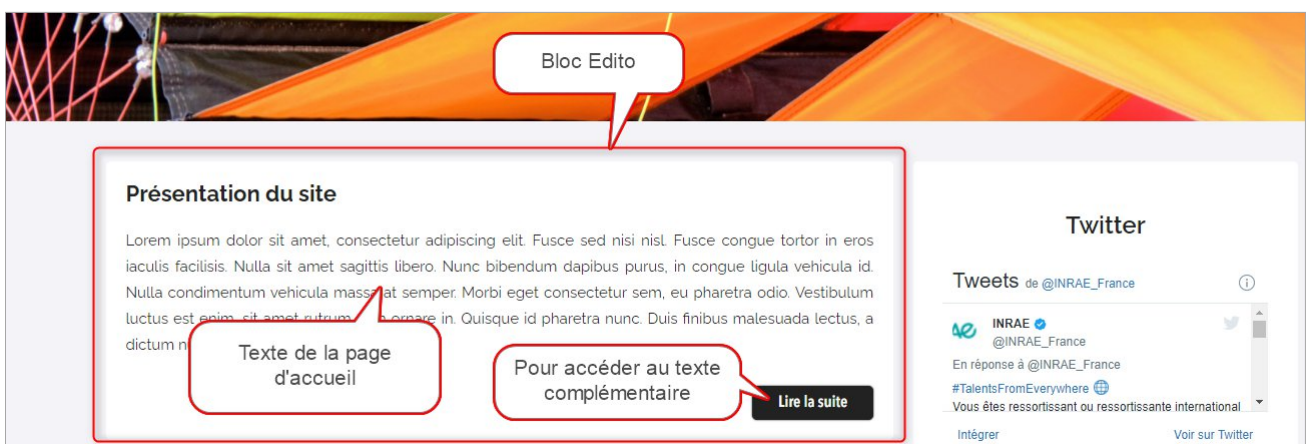 Bloc Edito
Présentation du site
Lorem ipsum dolor sit amet, consectetur adipiscing elit. Fusce sed nisi nisl. Fusce congue tortor in eros
iaculis facilisis. Nulla sit amet sagittis libero. Nunc bibendum dapibus purus, in congue ligula vehicula id.
Nulla condimentum vehicula massa at semper. Morbi eget consectetur sem, eu pharetra odio. Vestibulum
luctus est enim, sit amet rutrum ornare in. Quisque id pharetra nunc. Duis finibus malesuada lectus, a
dictum
Texte de la page
d'accueil
Pour accéder au texte
complémentaire
Lire la suite
Twitter
Tweets de @INRAE_France
INRAE
@INRAE_France
En réponse à @INRAE_France
#TalentsFromEverywhere
Vous êtes ressortissant ou ressortissante international
Intégrer
Voir sur Twitter